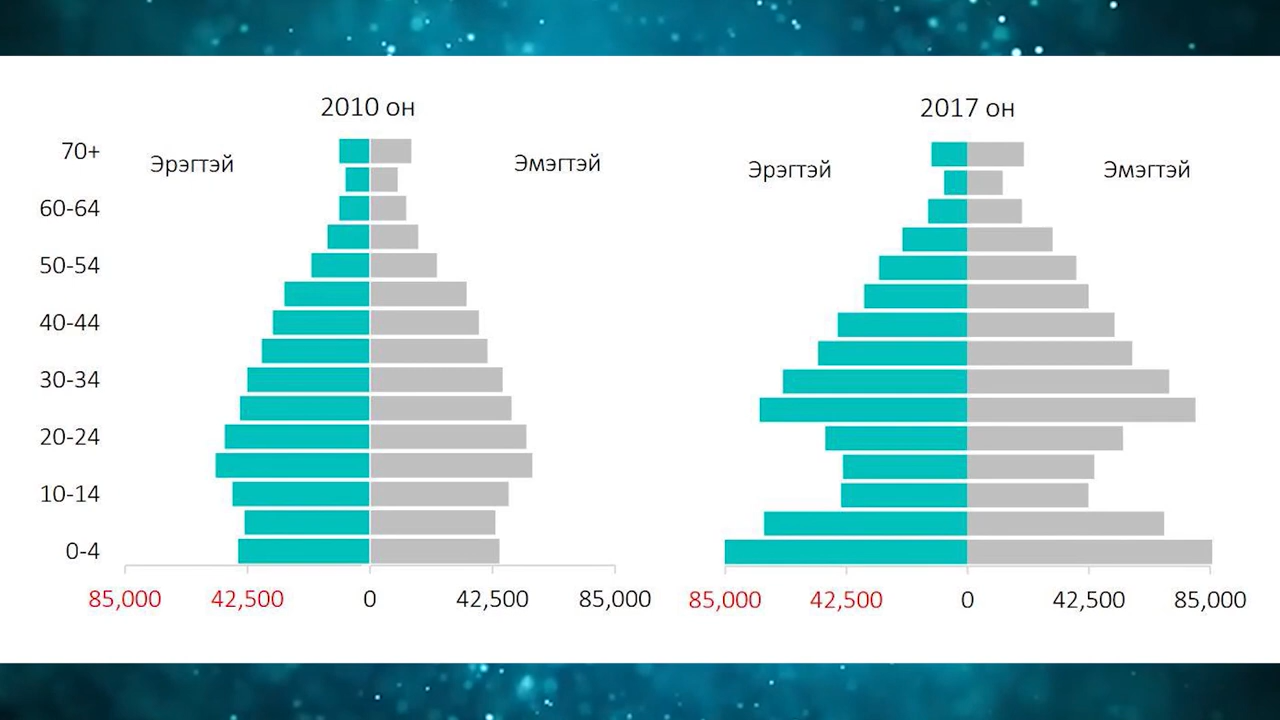 2010 он
Эрэгтэй
Эмэгтэй
70+
60-64
50-54
40-44
30-34
20-24
10-14
0-4
85,000 42,500 0 42,500 85,000
2017 он
Эрэгтэй
Эмэгтэй
85,000 42,500 0 42,500 85,000